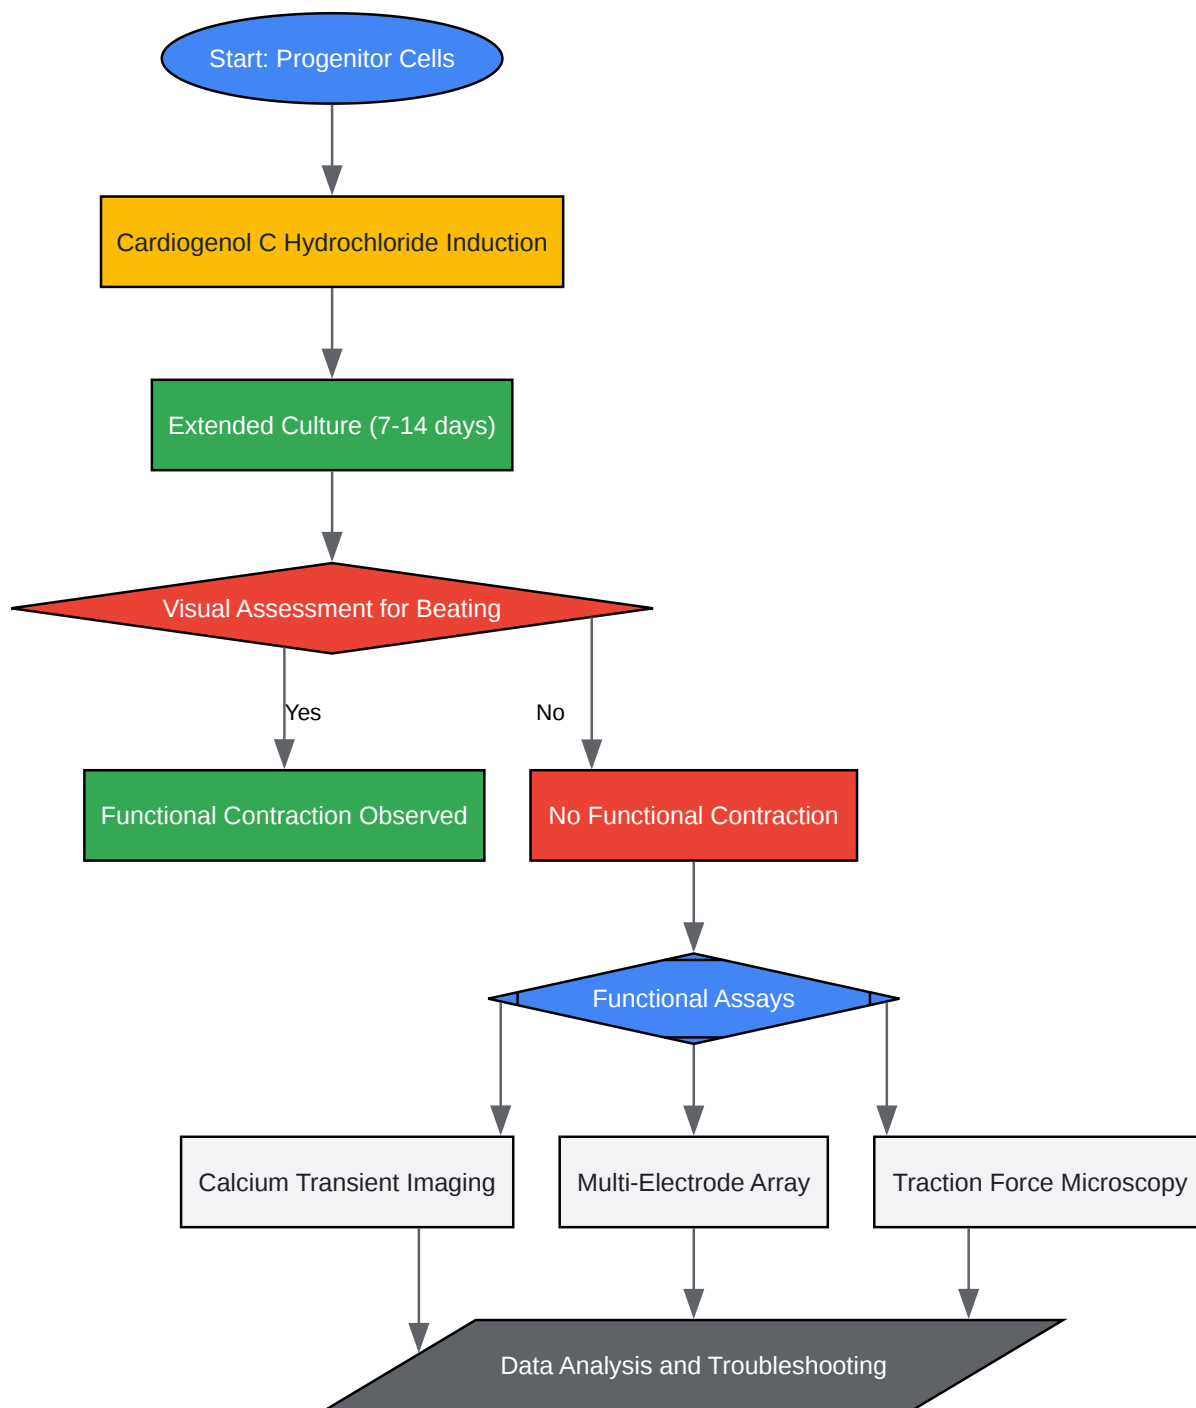 Start: Progenitor Cells
Cardiogenol C Hydrochloride Induction
Extended Culture (7-14 days)
Visual Assessment for Beating
Yes
No
Functional Contraction Observed
No Functional Contraction
Functional Assays
Calcium Transient Imaging
Multi-Electrode Array
Traction Force Microscopy
Data Analysis and Troubleshooting